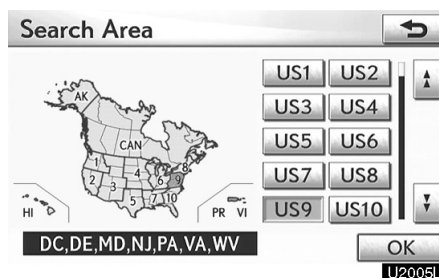 Search Area
US1 US2
AK
US3 US4
CAN
US5 US6
1 8
2 3 4 6 9
US7 US8
5 7 10
HI PR VI
US9 US10
DC,DE,MD,NJ,PA,VA,WV
OK
U2005L